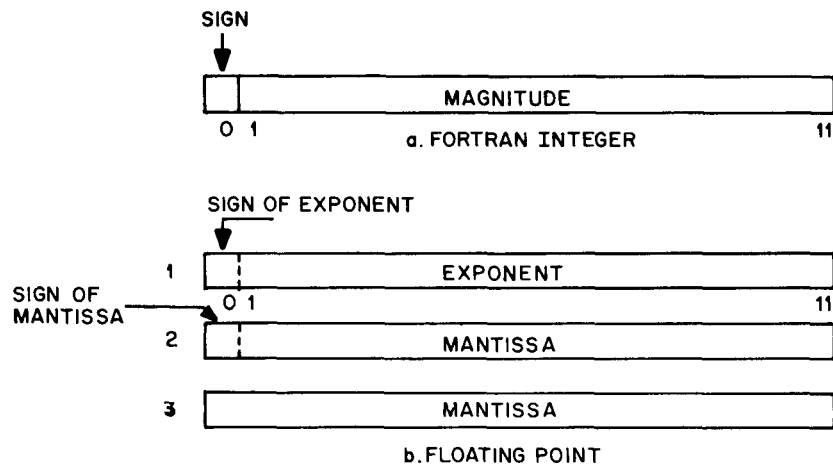 SIGN
MAGNITUDE
0 1 11
a. FORTRAN INTEGER
SIGN OF EXPONENT
1 EXPONENT
0 1 11
SIGN OF
MANTISSA
2 MANTISSA
3 MANTISSA
b. FLOATING POINT